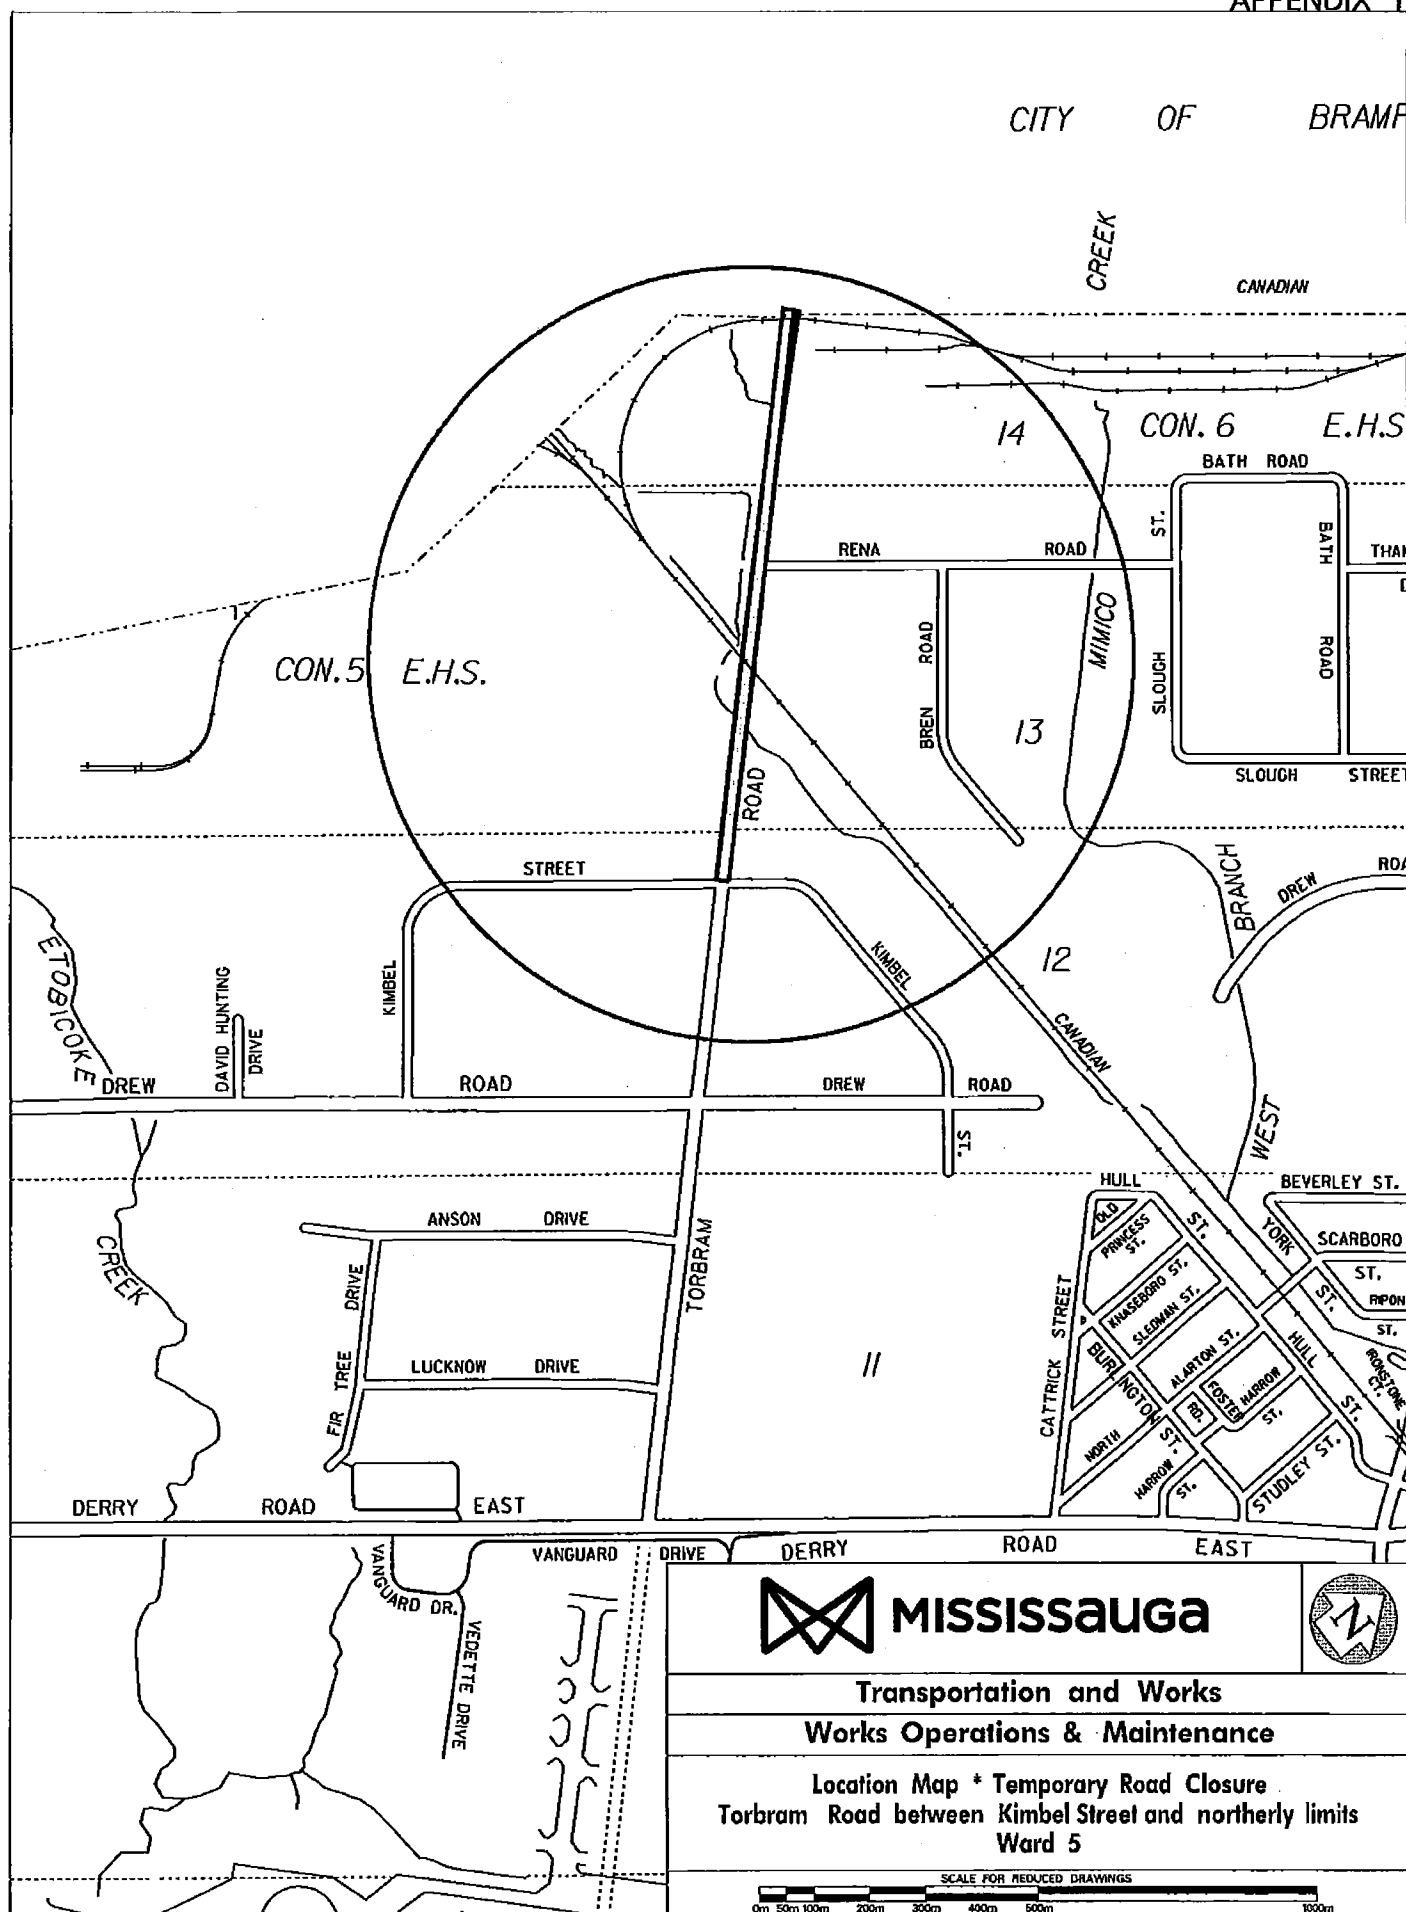 APPENDIX 1
CITY OF BRAMP
CREEK
CANADIAN
14
CON. 6 E.H.S
BATH ROAD
ST.
BATH
RENA ROAD
THAM
MIMICO
ROAD
BREN ROAD
SLOUGH
CON. 5 E.H.S.
13
SLOUGH STREET
ROAD
STREET
BRANCH
DREW ROA
ETOBICOKE
KIMBEL
KIMBEL
12
DAVID HUNTING
DRIVE
CANADIAN
DREW ROAD DREW ROAD
ST.
WEST
HULL
BEVERLEY ST.
OLD
PRINCESS
ST.
ST.
YORK
ANSON DRIVE
SCARBORO
ST.
CREEK
TORBRAM
DRIVE
CATTRICK STREET
KNASEBORO ST.
SLEDMAN ST.
ST.
RIPON
ST.
HULL
ST.
11
LUCKNOW DRIVE
TREE
FIR
BURLINGTON
ST.
ALARTON ST.
IRONSTONE
CT.
FOSTER
RD.
HARROW
ST.
NORTH
HARROW
ST.
STUDLEY ST.
DERRY ROAD EAST
VANGUARD DRIVE
DERRY ROAD EAST
VANGUARD DR.
VEDETTE DRIVE
MISSISSAUGA
N
Transportation and Works
Works Operations & Maintenance
Location Map * Temporary Road Closure
Torbram Road between Kimbel Street and northerly limits
Ward 5
SCALE FOR REDUCED DRAWINGS
0m 50m 100m 200m 300m 400m 500m 1000m